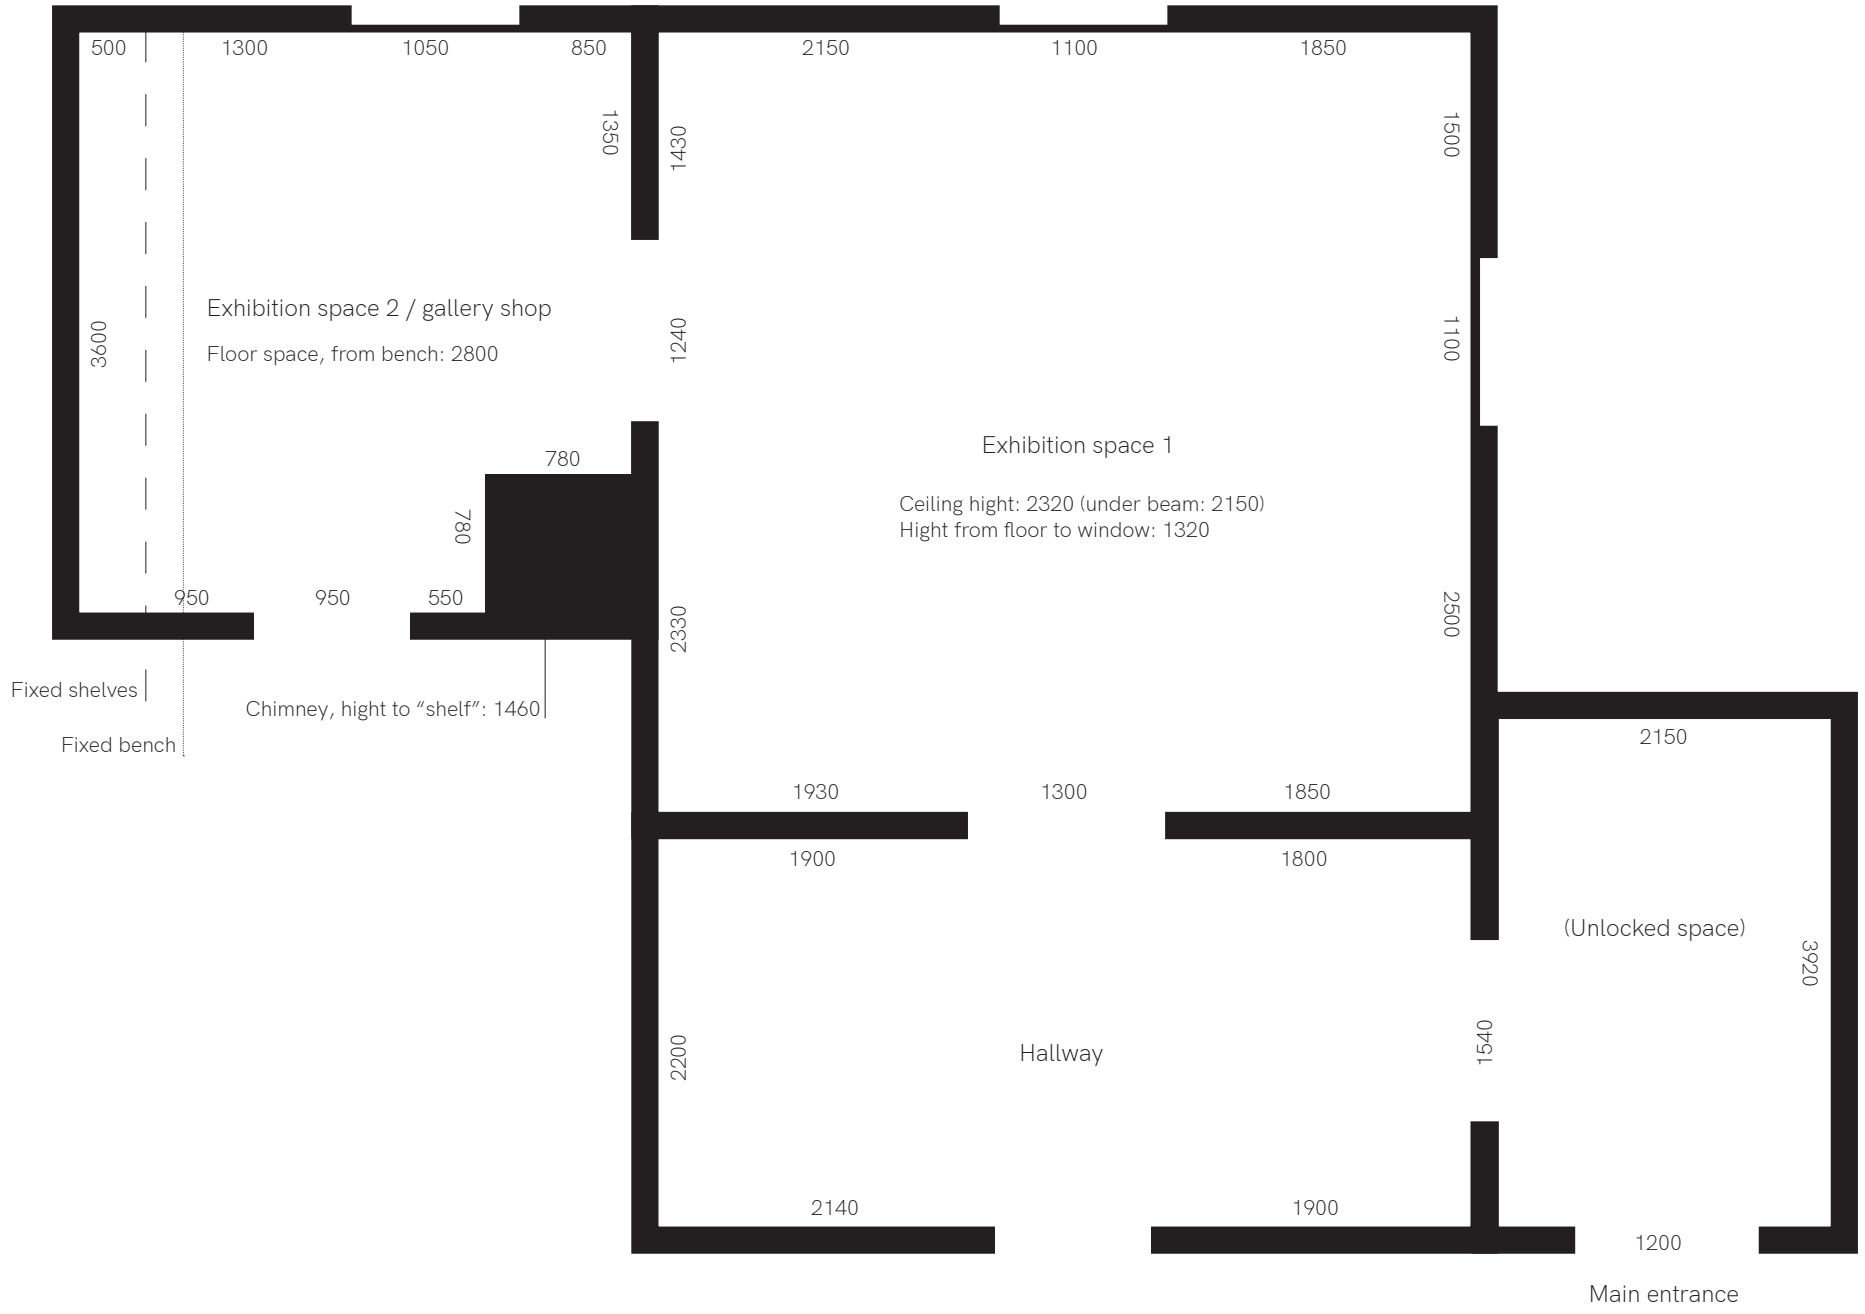 500
1300
1050
850
2150
1100
1850
1350
1430
1500
Exhibition space 2 / gallery shop
Floor space, from bench: 2800
3600
1240
1100
Exhibition space 1
Ceiling hight: 2320 (under beam: 2150)
Hight from floor to window: 1320
780
780
950
950
550
2330
2500
Fixed shelves
Chimney, hight to “shelf”: 1460
Fixed bench
2150
1930
1300
1850
1900
1800
(Unlocked space)
3920
2200
Hallway
1540
2140
1900
1200
Main entrance